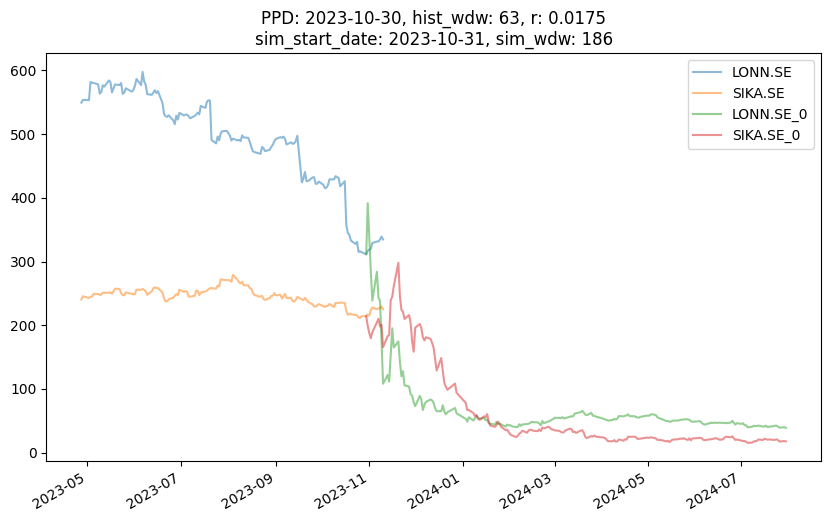 PPD: 2023-10-30, hist_wdw: 63, r: 0.0175
sim_start_date: 2023-10-31, sim_wdw: 186
LONN.SE
SIKA.SE
LONN.SE_0
SIKA.SE_0
600
500
400
300
200
100
0
2023-05
2023-07
2023-09
2023-11
2024-01
2024-03
2024-05
2024-07